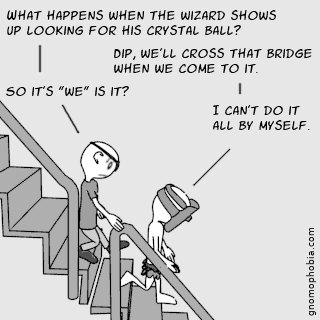 WHAT HAPPENS WHEN THE WIZARD SHOWS
UP LOOKING FOR HIS CRYSTAL BALL?
DIP, WE'LL CROSS THAT BRIDGE
WHEN WE COME TO IT.
SO IT'S "WE" IS IT?
I CAN'T DO IT
ALL BY MYSELF.
gnomophobia.com